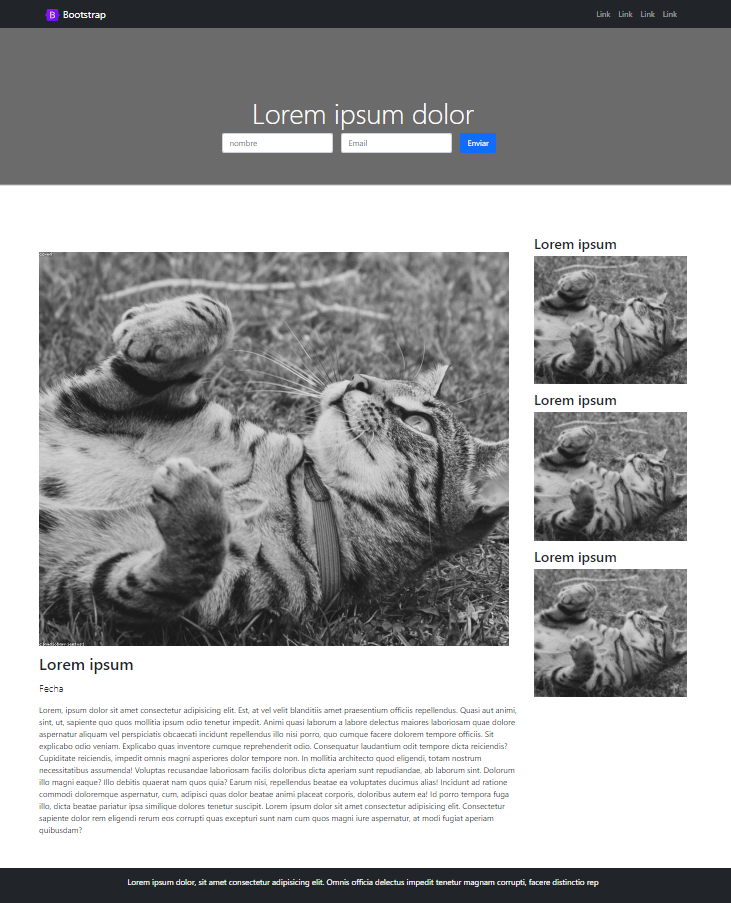 Bootstrap
Link Link Link Link
Lorem ipsum dolor
nombre Email Enviar
Lorem ipsum
Lorem ipsum
Lorem ipsum
Lorem ipsum
Fecha
Lorem, ipsum dolor sit amet consectetur adipisicing elit. Est, at vel velit blanditiis amet praesentium officiis repellendus. Quasi aut animi,
sint, ut, sapiente quo quos mollitia ipsum odio tenetur impedit. Animi quasi laborum a labore delectus maiores laboriosam quae dolore
aspernatur aliquam vel perspiciatis obcaecati incidunt repellendus illo nisi porro, quo cumque facere dolorem tempore officiis. Sit
explicabo odio veniam. Explicabo quas inventore cumque reprehenderit odio. Consequatur laudantium odit tempore dicta reiciendis?
Cupiditate reiciendis, impedit omnis magni asperiores dolor tempore non. In mollitia architecto quod eligendi, totam nostrum
necessitatibus assumenda! Voluptas recusandae laboriosam facilis doloribus dicta aperiam sunt repudiandae, ab laborum sint. Dolorum
illo magni eaque? Illo debitis quaerat nam quos quia? Earum nisi, repellendus beatae ea voluptates ducimus alias! Incidunt ad ratione
commodi doloremque aspernatur, cum, adipisci quas dolor beatae animi placeat corporis, doloribus autem ea! Id porro tempora fuga
illo, dicta beatae pariatur ipsa similique dolores tenetur suscipit. Lorem ipsum dolor sit amet consectetur adipisicing elit. Consectetur
sapiente dolor rem eligendi rerum eos corrupti quas excepturi sunt nam cum quos magni iure aspernatur, at modi fugiat aperiam
quibusdam?
Lorem ipsum dolor, sit amet consectetur adipisicing elit. Omnis officia delectus impedit tenetur magnam corrupti, facere distinctio rep